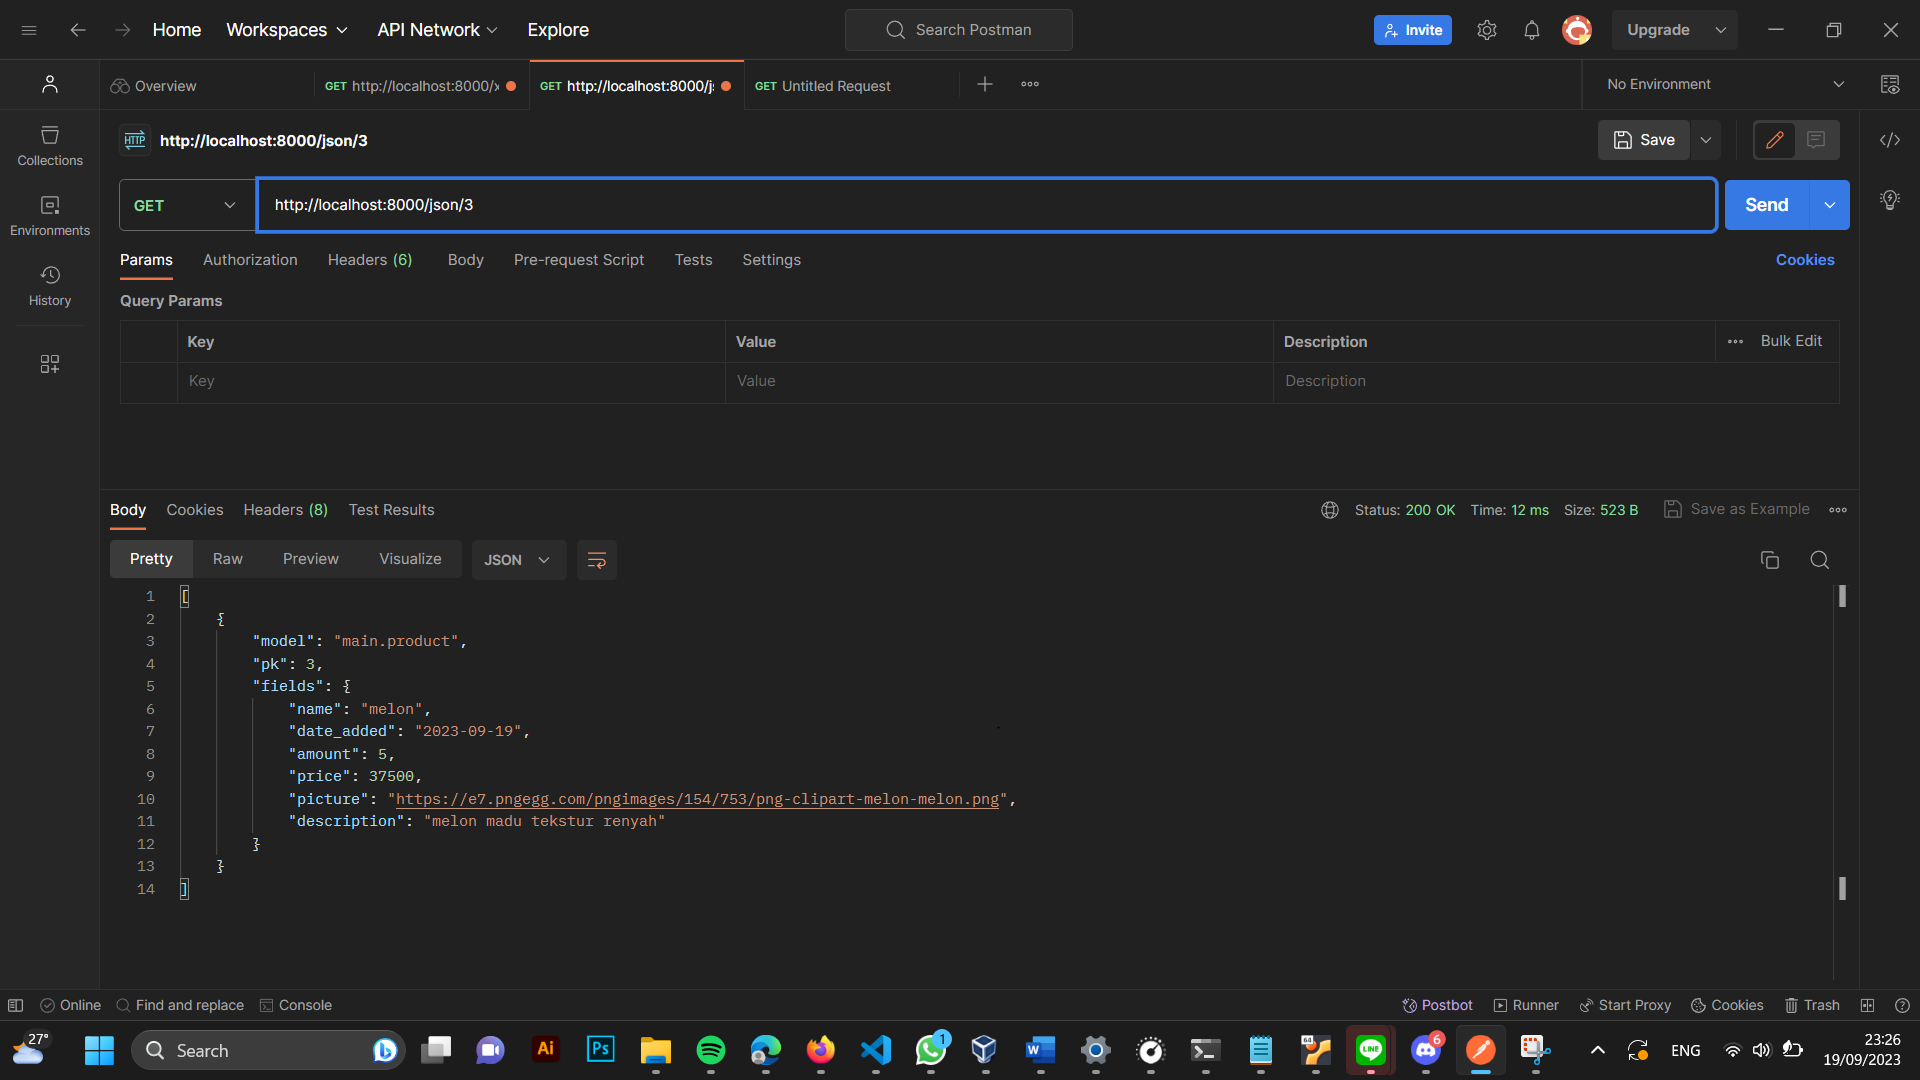 Home
Workspaces
API Network
Explore
Search Postman
Invite
Upgrade
Overview
GET http://localhost:8000/x
GET http://localhost:8000/j
GET Untitled Request
No Environment
HTTP http://localhost:8000/json/3
Save
Collections
Environments
History
GET
http://localhost:8000/json/3
Send
Params
Authorization
Headers (6)
Body
Pre-request Script
Tests
Settings
Cookies
Query Params
Key
Value
Description
Bulk Edit
Key
Value
Description
Body
Cookies
Headers (8)
Test Results
Status: 200 OK
Time: 12 ms
Size: 523 B
Save as Example
Pretty
Raw
Preview
Visualize
JSON
1 [
2 {
3 "model": "main.product",
4 "pk": 3,
5 "fields": {
6 "name": "melon",
7 "date_added": "2023-09-19",
8 "amount": 5,
9 "price": 37500,
10 "picture": "https://e7.pngegg.com/pngimages/154/753/png-clipart-melon-melon.png",
11 "description": "melon madu tekstur renyah"
12 }
13 }
14 ]
Online
Find and replace
Console
Postbot
Runner
Start Proxy
Cookies
Trash
27°
Search
Ai
Ps
1
W
64
LINE
6
ENG
23:26
19/09/2023